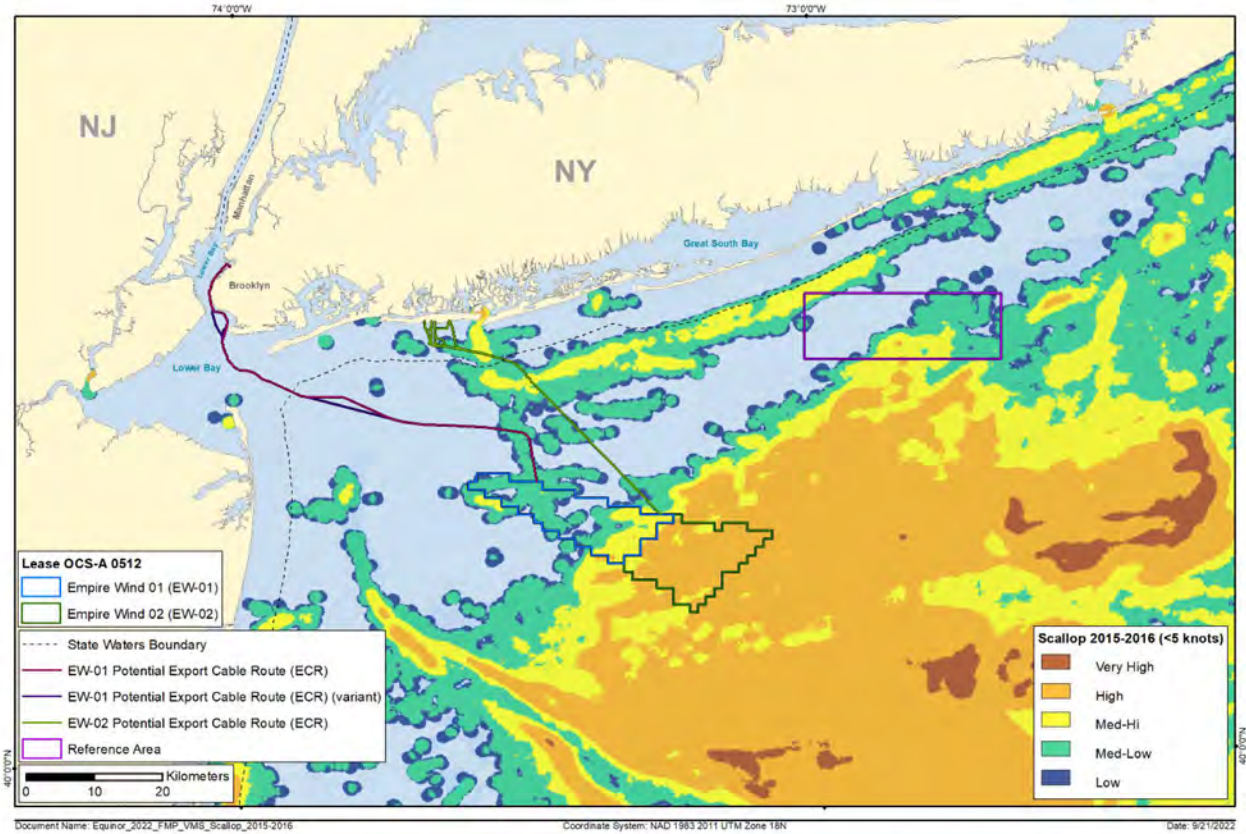 74°0'0"W
73°0'0"W
NJ
Manhattan
NY
Great South Bay
Brooklyn
Lower Bay
Lease OCS-A 0512
Empire Wind 01 (EW-01)
Empire Wind 02 (EW-02)
State Waters Boundary
EW-01 Potential Export Cable Route (ECR)
EW-01 Potential Export Cable Route (ECR) (variant)
EW-02 Potential Export Cable Route (ECR)
Reference Area
Kilometers
0 10 20
Scallop 2015-2016 (<5 knots)
Very High
High
Med-Hi
Med-Low
Low
40°0'0"N
40°0'0"N
Document Name: Equinor_2022_FMP_VMS_Scallop_2015-2016
Coordinate System: NAD 1983 2011 UTM Zone 18N
Date: 9/21/2022